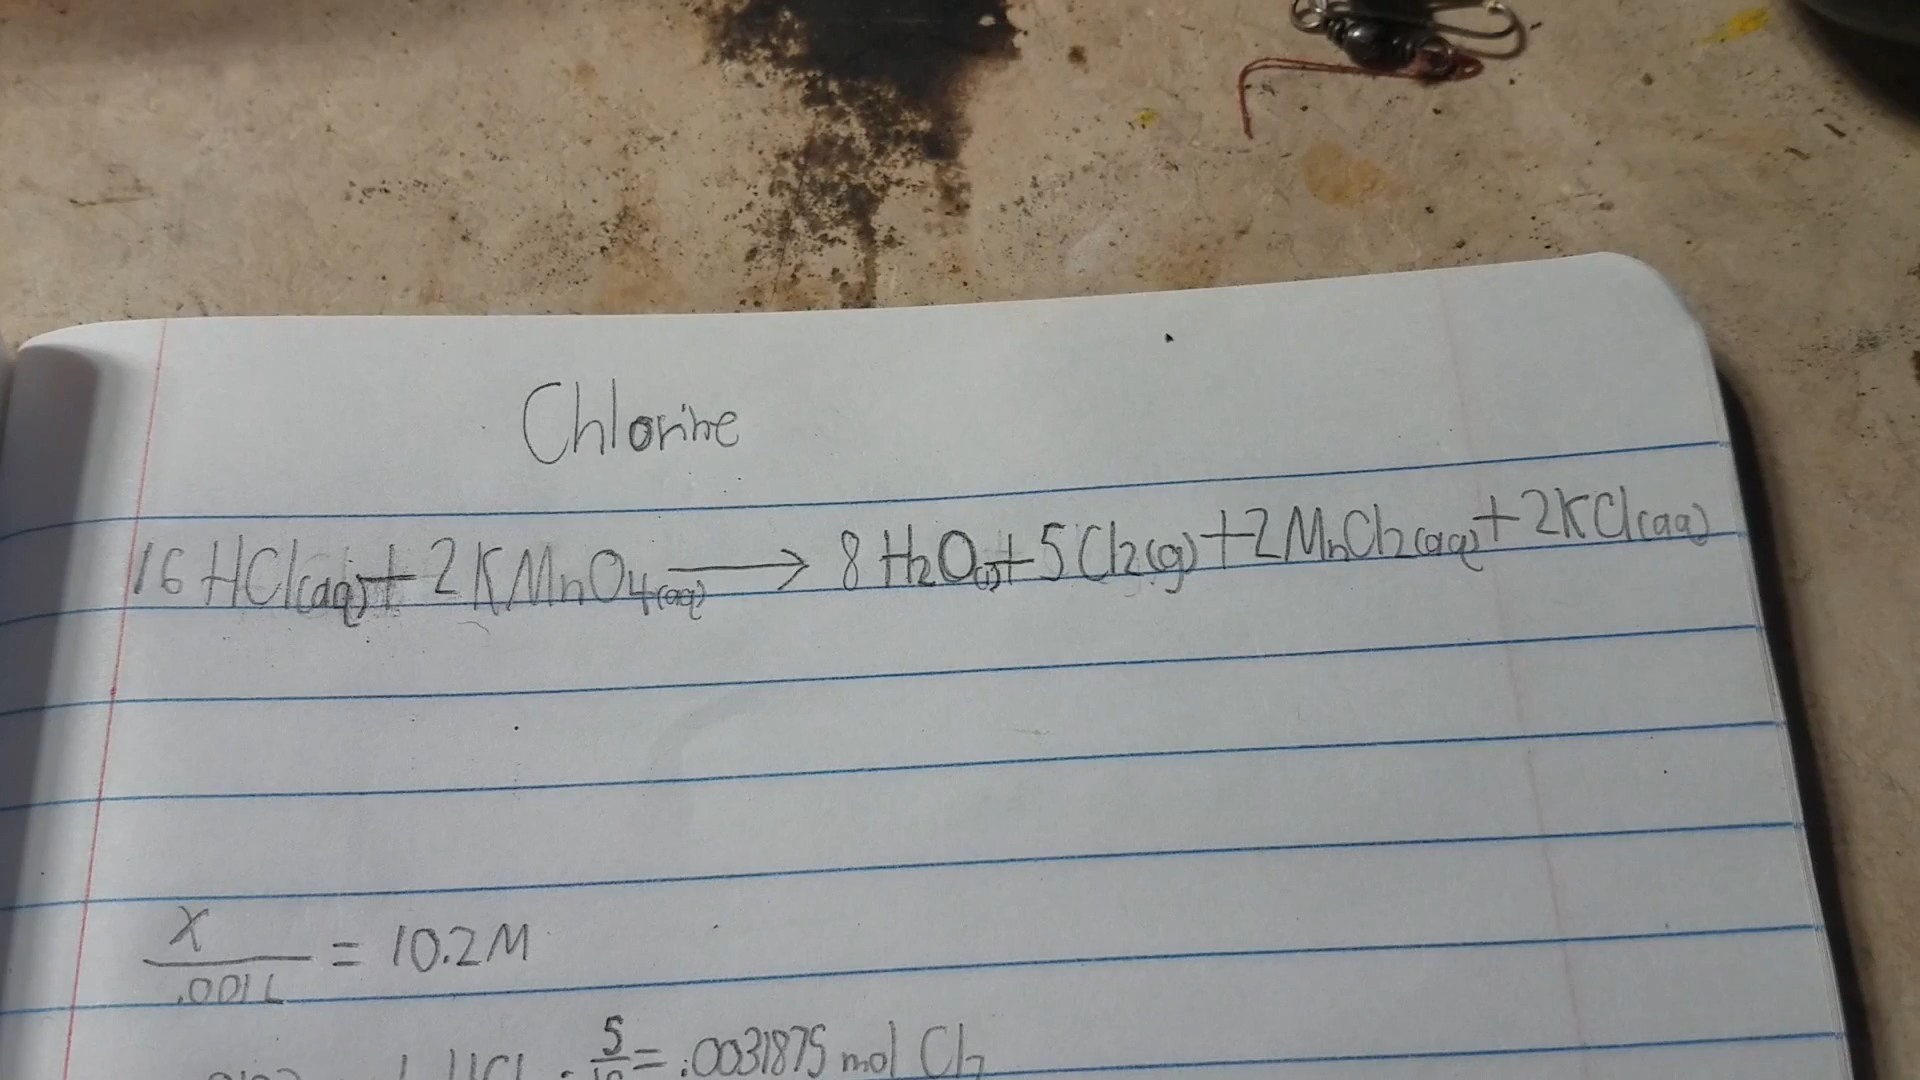 Chlorine
16 HCl(aq) + 2 KMnO4(aq) → 8 H2O(l) + 5 Cl2(g) + 2 MnCl2(aq) + 2 KCl(aq)
x
.001L = 10.2M
HCl · 5 = .0031875 mol Cl2